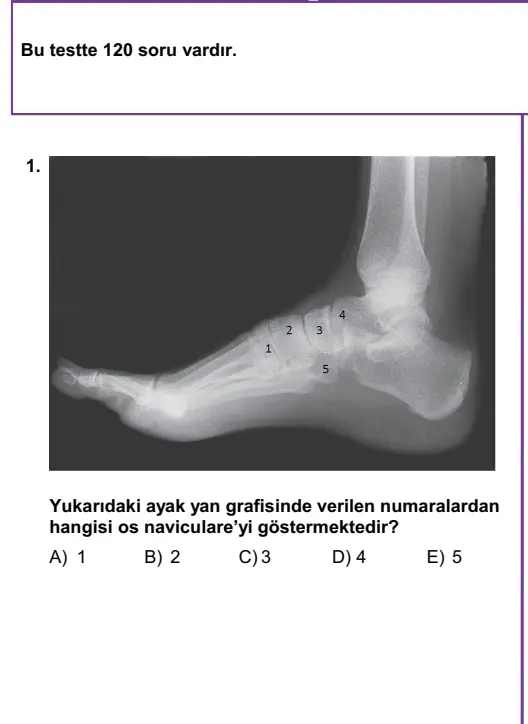 Bu testte 120 soru vardır.
1.
4
2 3
1
5
Yukarıdaki ayak yan grafisinde verilen numaralardan
hangisi os naviculare’yi göstermektedir?
A) 1 B) 2 C) 3 D) 4 E) 5